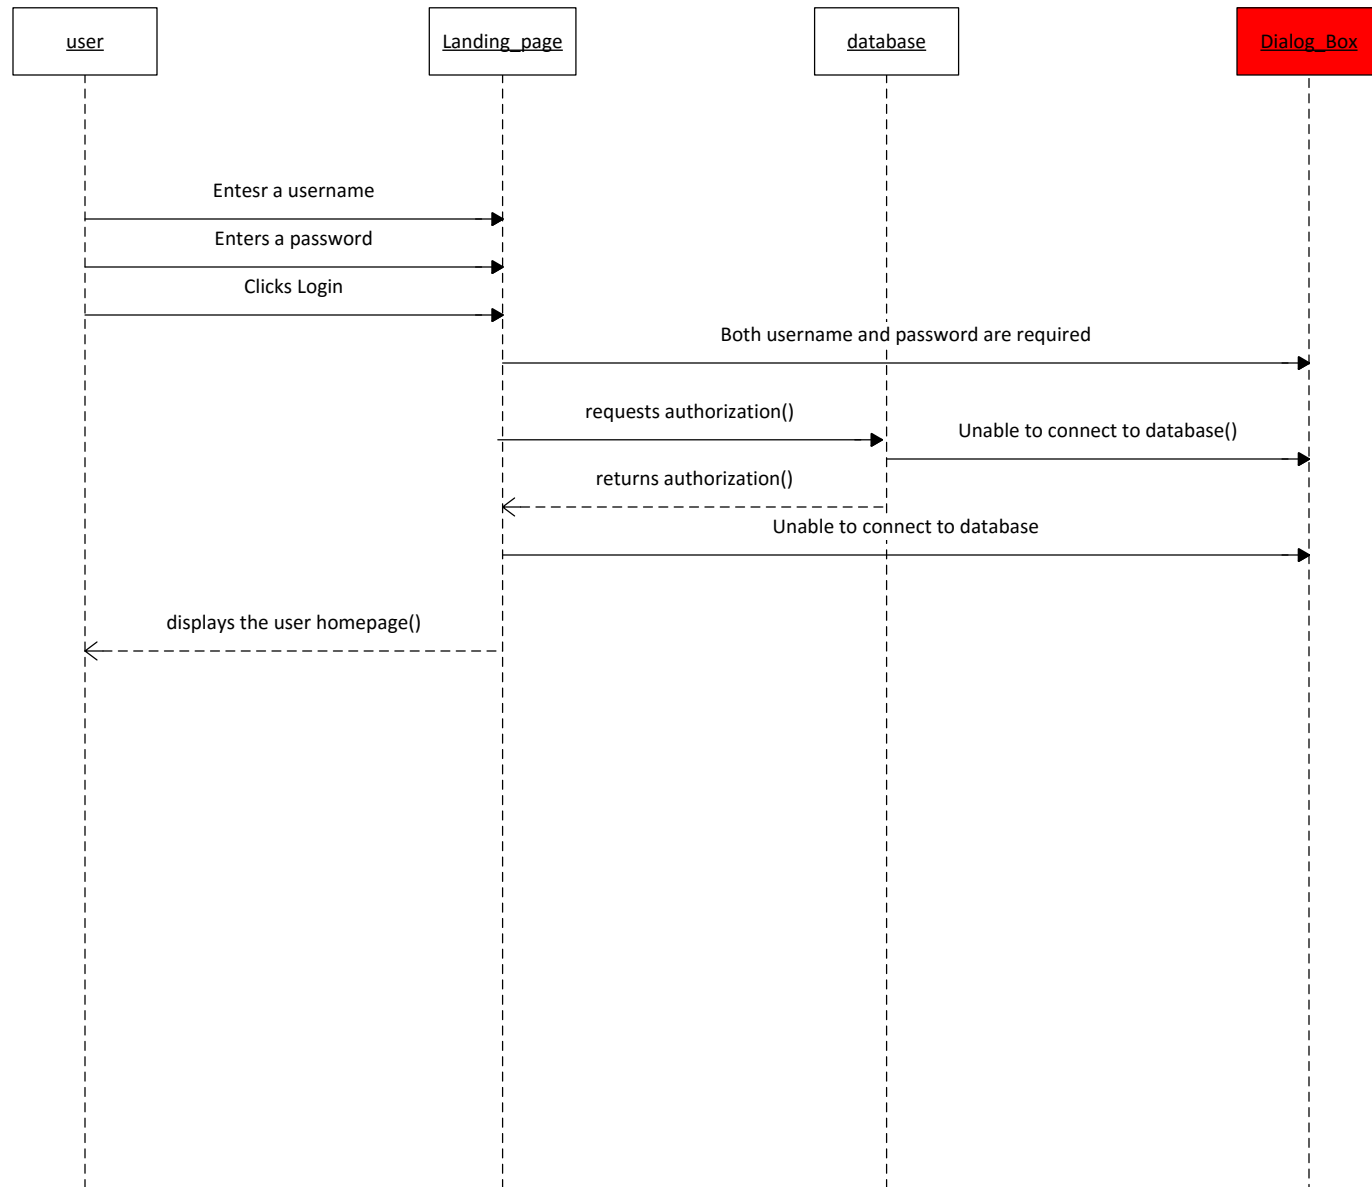 user
Landing_page
database
Dialog_Box
Entesr a username
Enters a password
Clicks Login
Both username and password are required
requests authorization()
Unable to connect to database()
returns authorization()
Unable to connect to database
displays the user homepage()